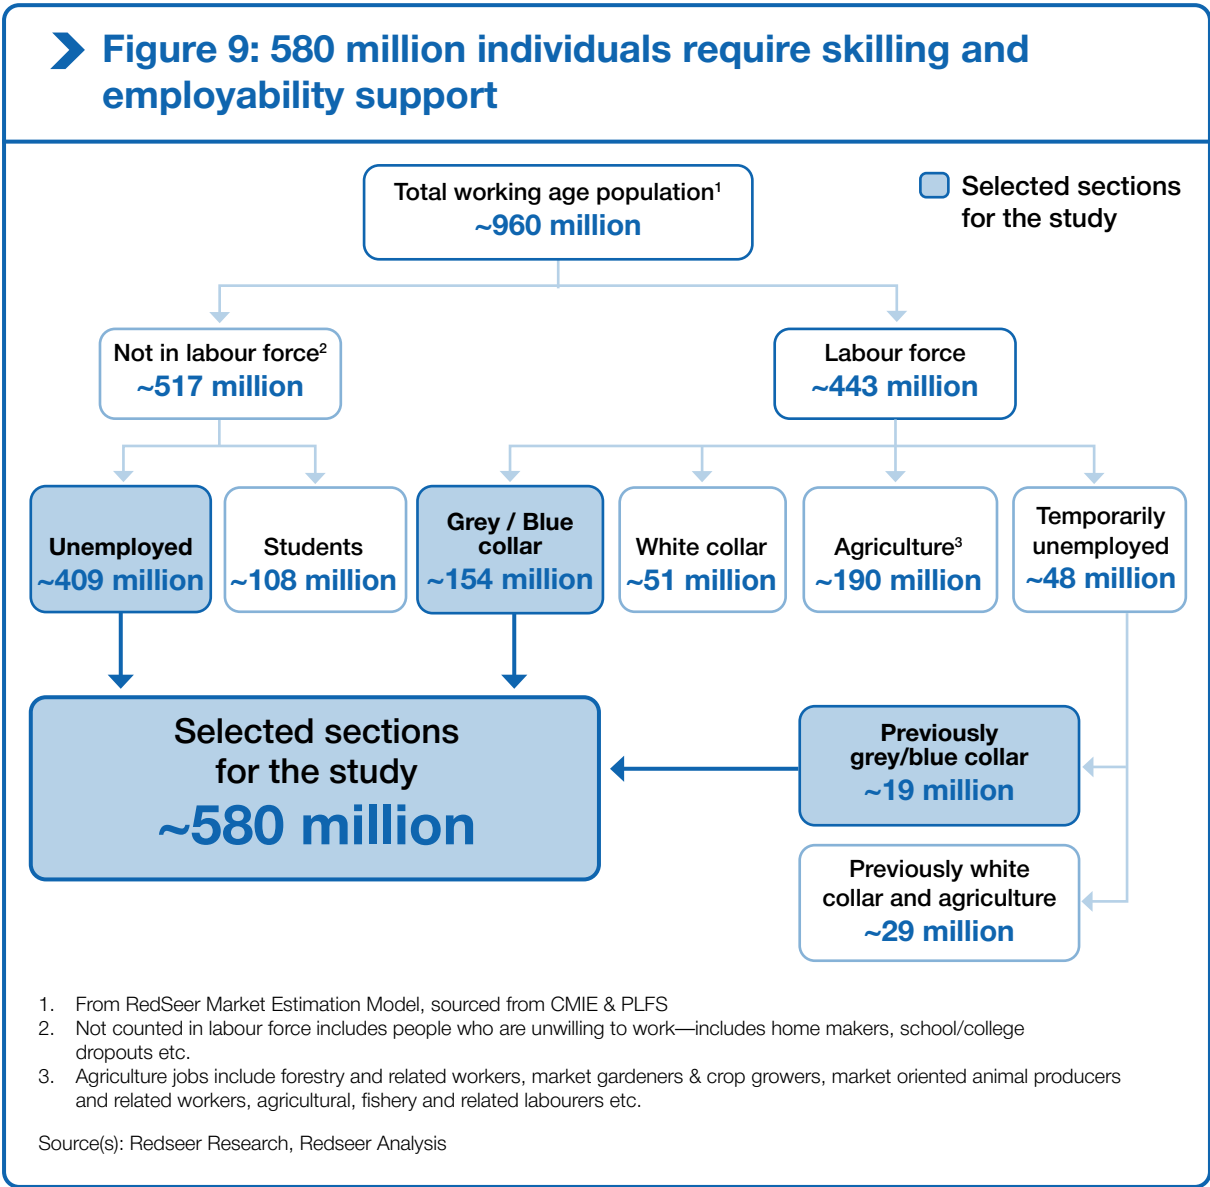 Figure 9: 580 million individuals require skilling and
employability support
Total working age population1
~960 million
Selected sections
for the study
Not in labour force2
~517 million
Labour force
~443 million
Unemployed
~409 million
Students
~108 million
Grey / Blue
collar
~154 million
White collar
~51 million
Agriculture3
~190 million
Temporarily
unemployed
~48 million
Selected sections
for the study
~580 million
Previously
grey/blue collar
~19 million
Previously white
collar and agriculture
~29 million
1. From RedSeer Market Estimation Model, sourced from CMIE & PLFS
2. Not counted in labour force includes people who are unwilling to work—includes home makers, school/college
dropouts etc.
3. Agriculture jobs include forestry and related workers, market gardeners & crop growers, market oriented animal producers
and related workers, agricultural, fishery and related labourers etc.
Source(s): Redseer Research, Redseer Analysis